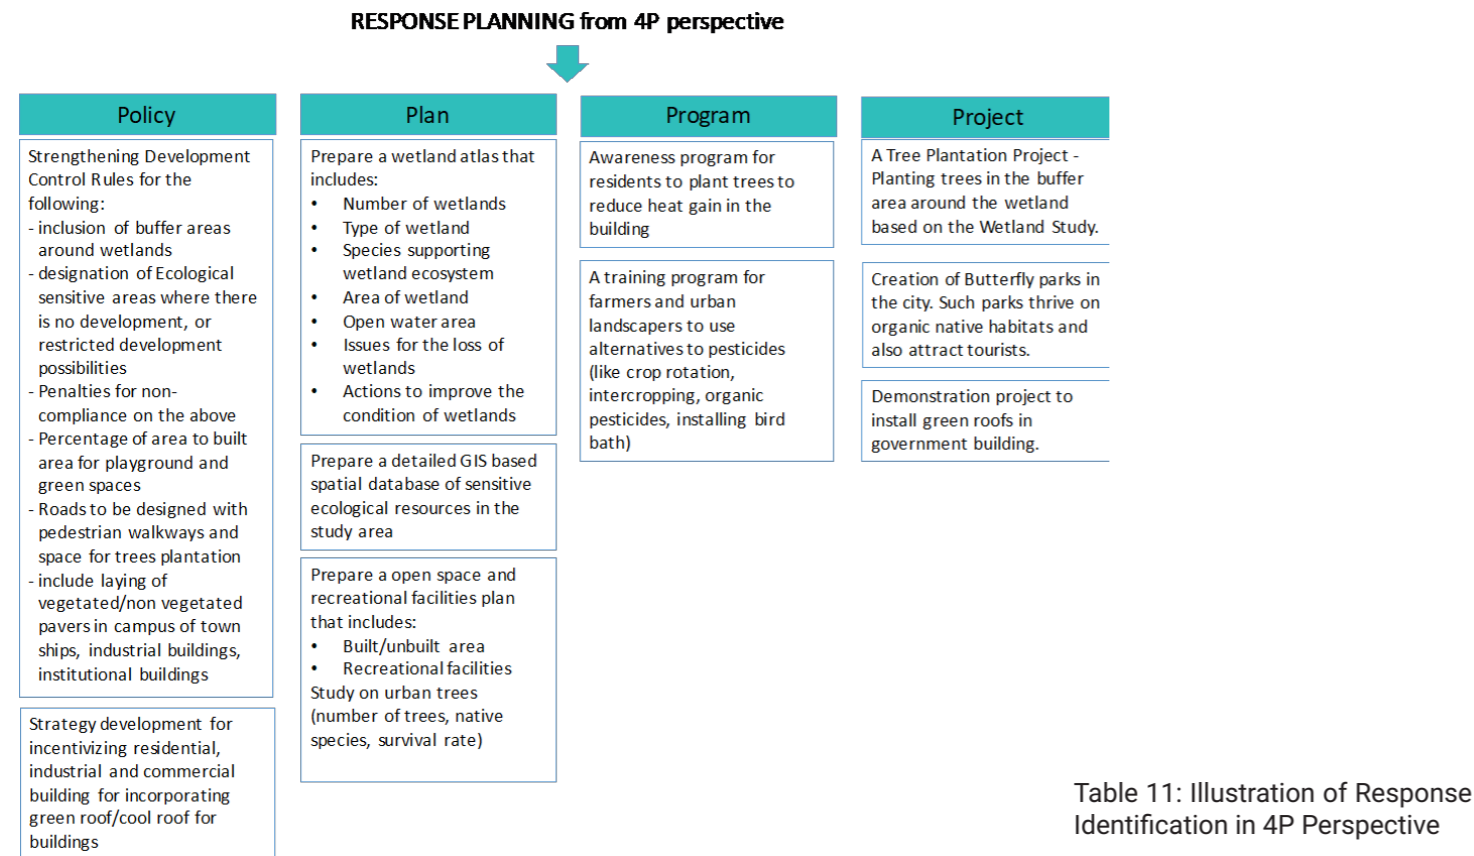 RESPONSE PLANNING from 4P perspective
Policy
Strengthening Development
Control Rules for the
following:
- inclusion of buffer areas
around wetlands
- designation of Ecological
sensitive areas where there
is no development, or
restricted development
possibilities
- Penalties for non-
compliance on the above
- Percentage of area to built
area for playground and
green spaces
- Roads to be designed with
pedestrian walkways and
space for trees plantation
- include laying of
vegetated/non vegetated
pavers in campus of town
ships, industrial buildings,
institutional buildings
Strategy development for
incentivizing residential,
industrial and commercial
building for incorporating
green roof/cool roof for
buildings
Plan
Prepare a wetland atlas that
includes:
• Number of wetlands
• Type of wetland
• Species supporting
wetland ecosystem
• Area of wetland
• Open water area
• Issues for the loss of
wetlands
• Actions to improve the
condition of wetlands
Prepare a detailed GIS based
spatial database of sensitive
ecological resources in the
study area
Prepare a open space and
recreational facilities plan
that includes:
• Built/unbuilt area
• Recreational facilities
Study on urban trees
(number of trees, native
species, survival rate)
Program
Awareness program for
residents to plant trees to
reduce heat gain in the
building
A training program for
farmers and urban
landscapers to use
alternatives to pesticides
(like crop rotation,
intercropping, organic
pesticides, installing bird
bath)
Project
A Tree Plantation Project -
Planting trees in the buffer
area around the wetland
based on the Wetland Study.
Creation of Butterfly parks in
the city. Such parks thrive on
organic native habitats and
also attract tourists.
Demonstration project to
install green roofs in
government building.
Table 11: Illustration of Response
Identification in 4P Perspective